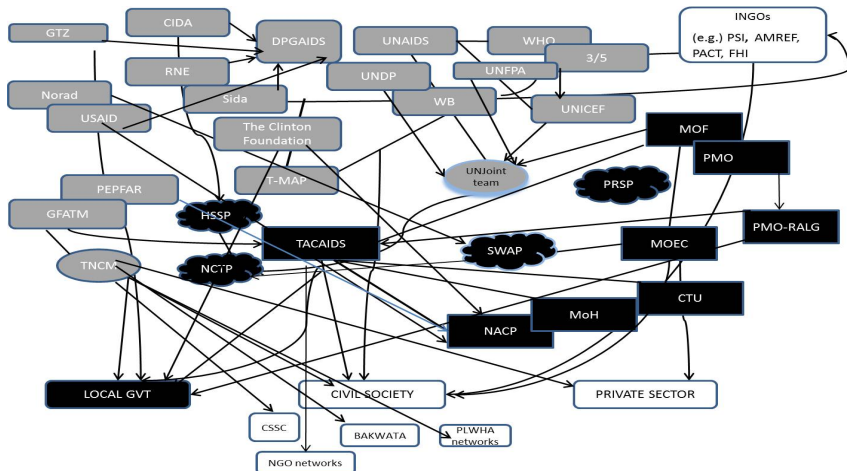 GTZ
CIDA
DPGAIDS
UNAIDS
WHO
3/5
INGOs
(e.g.) PSI, AMREF,
PACT, FHI
RNE
UNDP
UNFPA
Norad
Sida
WB
UNICEF
USAID
The Clinton
Foundation
MOF
PMO
T-MAP
UNJoint
team
PRSP
PEPFAR
HSSP
GFATM
PMO-RALG
TACAIDS
SWAP
MOEC
TNCM
NCTP
CTU
MoH
NACP
LOCAL GVT
CIVIL SOCIETY
PRIVATE SECTOR
CSSC
BAKWATA
PLWHA
networks
NGO networks